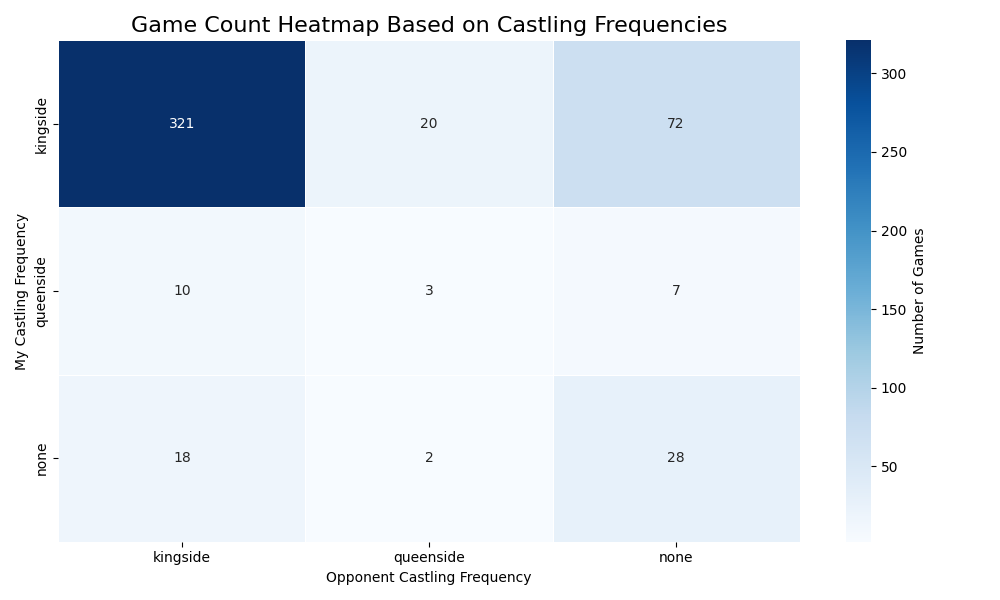 Game Count Heatmap Based on Castling Frequencies
My Castling Frequency
kingside
321
20
72
queenside
10
3
7
none
18
2
28
kingside
queenside
none
Opponent Castling Frequency
300
250
200
150
100
50
Number of Games